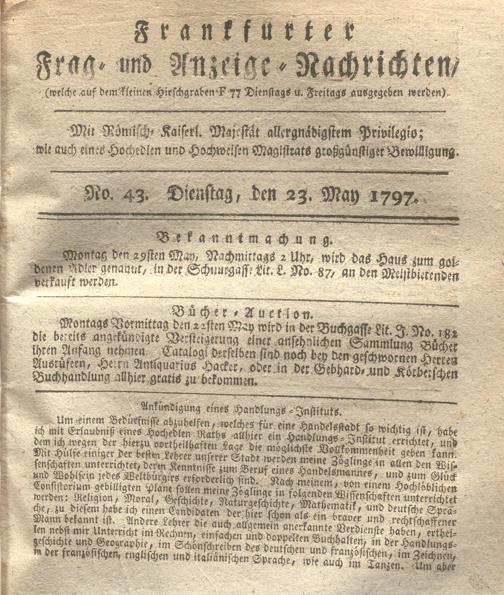 Frankfurter
Frag- und Anzeige-Nachrichten/
(welche auf dem kleinen Hirschgraben F 77 Dienstags u. Freitags ausgegeben werden)
Mit Römisch-Kaiserl. Majestät allergnädigstem Privilegio;
wie auch eines Hochedlen und Hochweisen Magistrats großgünstiger Bewilligung.
No. 43. Dienstag, den 23. May 1797.
Bekanntmachung.
Montag den 29sten May, Nachmittags 2 Uhr, wird das Haus zum gol-
denen Adler genannt, in der Schnurgasse Lit. L. No. 87, an den Meistbietenden
verkauft werden.
Bücher-Auction.
Montags Vormittag den 22sten May wird in der Buchgasse Lit. J. No. 182
die bereits angekündigte Versteigerung einer ansehnlichen Sammlung Bücher
ihren Anfang nehmen. Catalogi derselben sind noch bey den geschwornen Herren
Ausrüfern, Herrn Antiquarius Hacker, oder in der Gebhard- und Körberschen
Buchhandlung allhier gratis zu bekommen.
Ankündigung eines Handlungs-Instituts.
Um einem Bedürfnisse abzuhelfen, welches für eine Handelsstadt so wichtig ist, habe
ich mit Erlaubniß eines Hochedlen Raths allhier ein Handlungs-Institut errichtet, und
dem ich wegen der hierzu vortheilhaften Lage die möglichste Vollkommenheit geben kann.
Mit Hülfe einiger der besten Lehrer unserer Stadt werden meine Zöglinge in allen den Wis-
senschaften unterrichtet, deren Kenntnisse zum Beruf eines Handelsmannes, und zum Glück
und Wohlseyn jedes Weltbürgers erforderlich sind. Nach meinem, von einem Hochlöblichen
Consistorium gebilligten Plane sollen meine Zöglinge in folgenden Wissenschaften unterrichtet
werden: Religion, Moral, Geschichte, Naturgeschichte, Mathematik, und deutsche Spra-
che, zu diesem habe ich einen Candidaten der hier schon als ein braver und rechtschaffener
Mann bekannt ist. Andere Lehrer die auch allgemein anerkannte Verdienste haben, erthei-
len nebst mir Unterricht im Rechnen, einfachen und doppelten Buchhalten, in der Handlungs-
geschichte und Geographie, im Schönschreiben des deutschen und französischen, im Zeichnen,
in der französischen, englischen und italiänischen Sprache, wie auch im Tanzen. Um aber